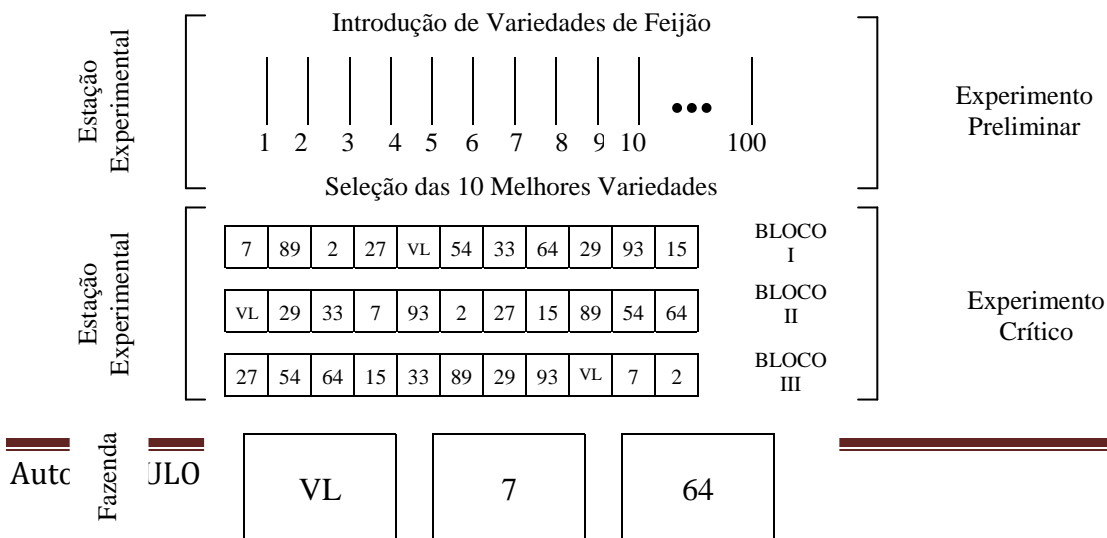 Introdução de Variedades de Feijão
Estação
Experimental
1 2 3 4 5 6 7 8 9 10 ••• 100
Experimento
Preliminar
Seleção das 10 Melhores Variedades
Estação
Experimental
7 89 2 27 VL 54 33 64 29 93 15
BLOCO
I
VL 29 33 7 93 2 27 15 89 54 64
BLOCO
II
27 54 64 15 33 89 29 93 VL 7 2
BLOCO
III
Experimento
Crítico
Fazenda
VL 7 64